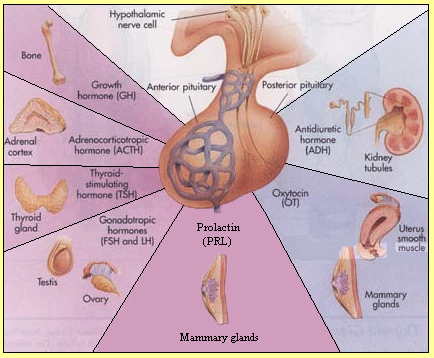 Hypothalamic
nerve cell
Bone
Growth
hormone (GH)
Anterior pituitary
Posterior pituitary
Adrenal
cortex
Adrenocorticotropic
hormone (ACTH)
Antidiuretic
hormone
(ADH)
Kidney
tubules
Thyroid-
stimulating
hormone (TSH)
Thyroid
gland
Oxytocin
(OT)
Gonadotropic
hormones
(FSH and LH)
Testis
Ovary
Prolactin
(PRL)
Mammary glands
Uterus
smooth
muscle
Mammary
glands